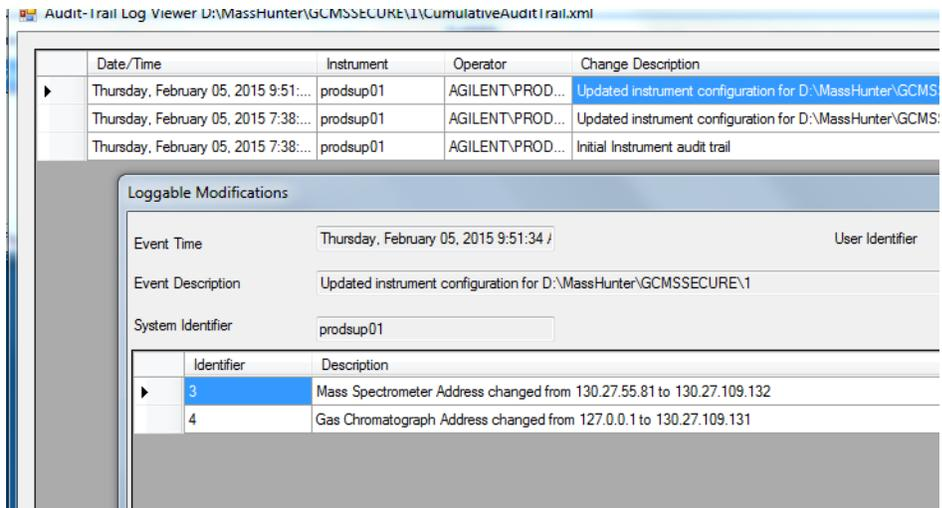 Audit-Trail Log Viewer D:\MassHunter\GCMSSECURE\1\CumulativeAuditTrail.xml
Date/Time Instrument Operator Change Description
Thursday, February 05, 2015 9:51:... prodsup01 AGILENT\PROD... Updated instrument configuration for D:\MassHunter\GCMS
Thursday, February 05, 2015 7:38:... prodsup01 AGILENT\PROD... Updated instrument configuration for D:\MassHunter\GCMS
Thursday, February 05, 2015 7:38:... prodsup01 AGILENT\PROD... Initial Instrument audit trail
Loggable Modifications
Event Time Thursday, February 05, 2015 9:51:34 User Identifier
Event Description Updated instrument configuration for D:\MassHunter\GCMSSECURE\1
System Identifier prodsup01
Identifier Description
3 Mass Spectrometer Address changed from 130.27.55.81 to 130.27.109.132
4 Gas Chromatograph Address changed from 127.0.0.1 to 130.27.109.131